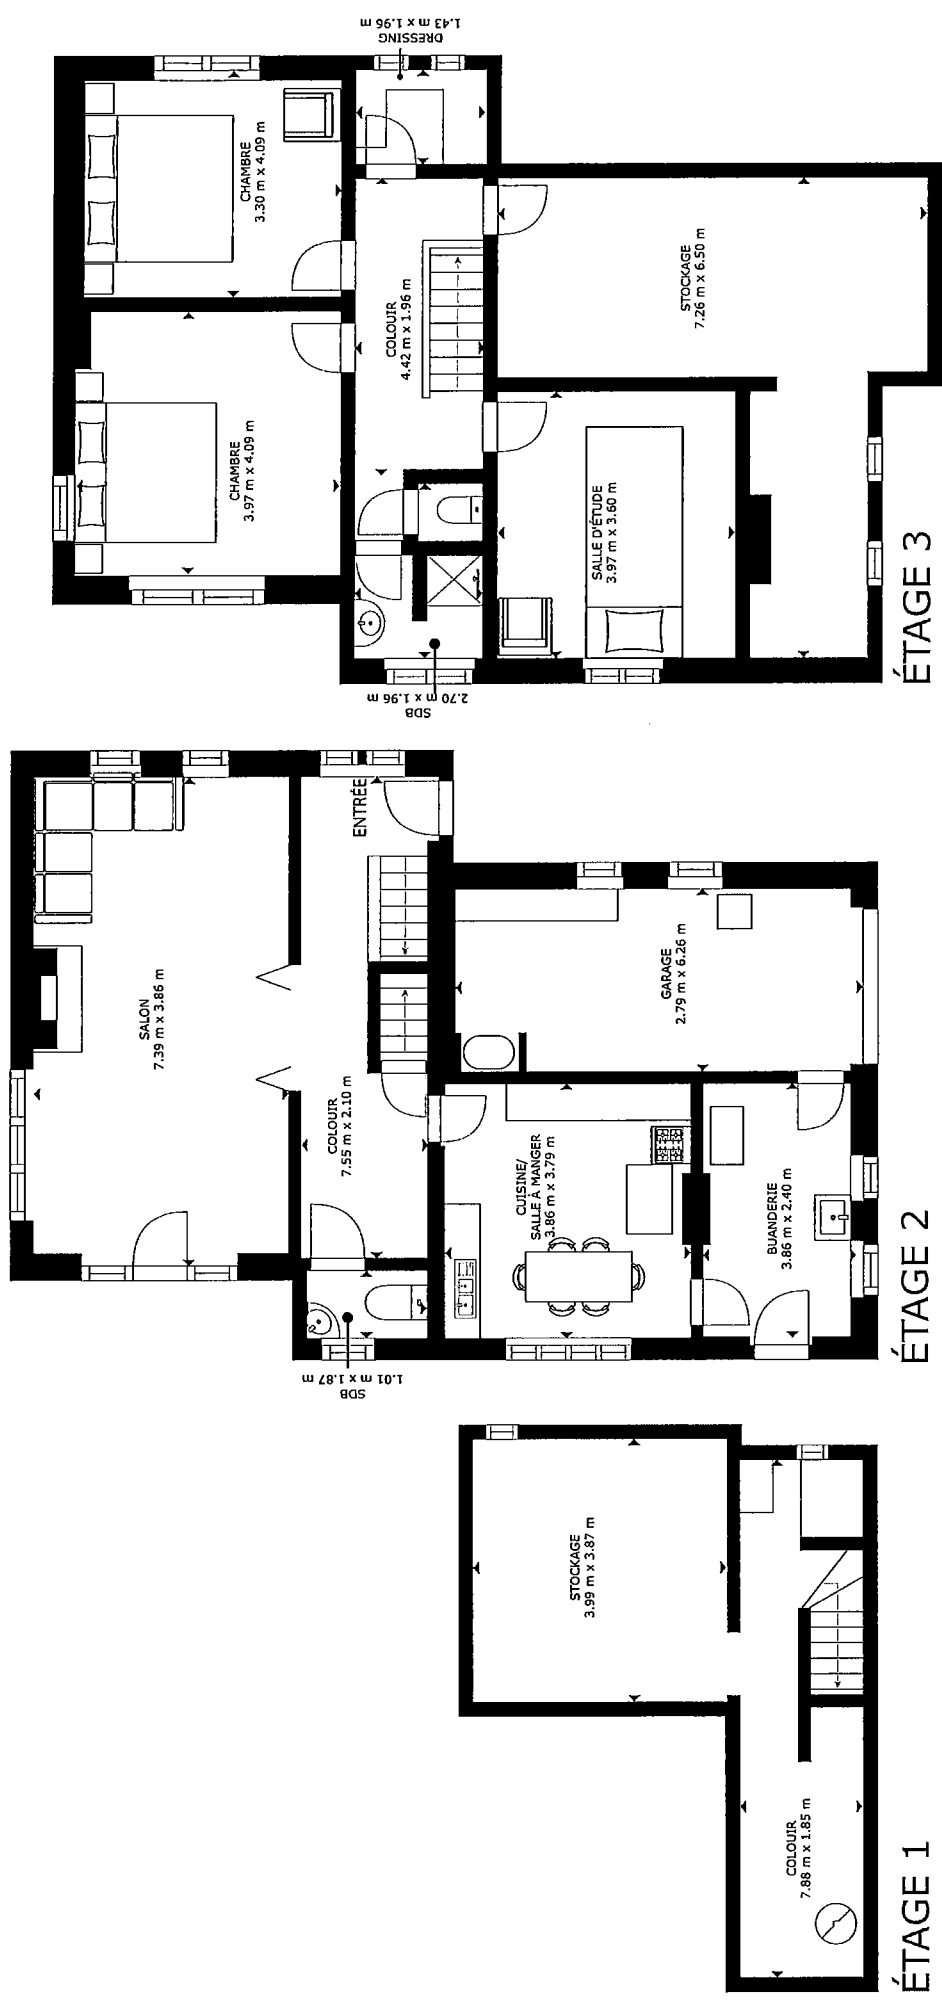 ÉTAGE 1
STOCKAGE
3.99 m x 3.87 m
COLOUIR
7.88 m x 1.85 m
ÉTAGE 2
SALON
7.39 m x 3.86 m
ENTRÉE
COLOUIR
7.55 m x 2.10 m
SDB
1.01 m x 1.87 m
CUISINE/
SALLE À MANGER
3.86 m x 3.79 m
GARAGE
2.79 m x 6.26 m
BUANDERIE
3.86 m x 2.40 m
ÉTAGE 3
CHAMBRE
3.97 m x 4.09 m
CHAMBRE
3.30 m x 4.09 m
DRESSING
1.43 m x 1.96 m
COLOUIR
4.42 m x 1.96 m
SDB
2.70 m x 1.96 m
SALLE D'ÉTUDE
3.97 m x 3.60 m
STOCKAGE
7.26 m x 6.50 m